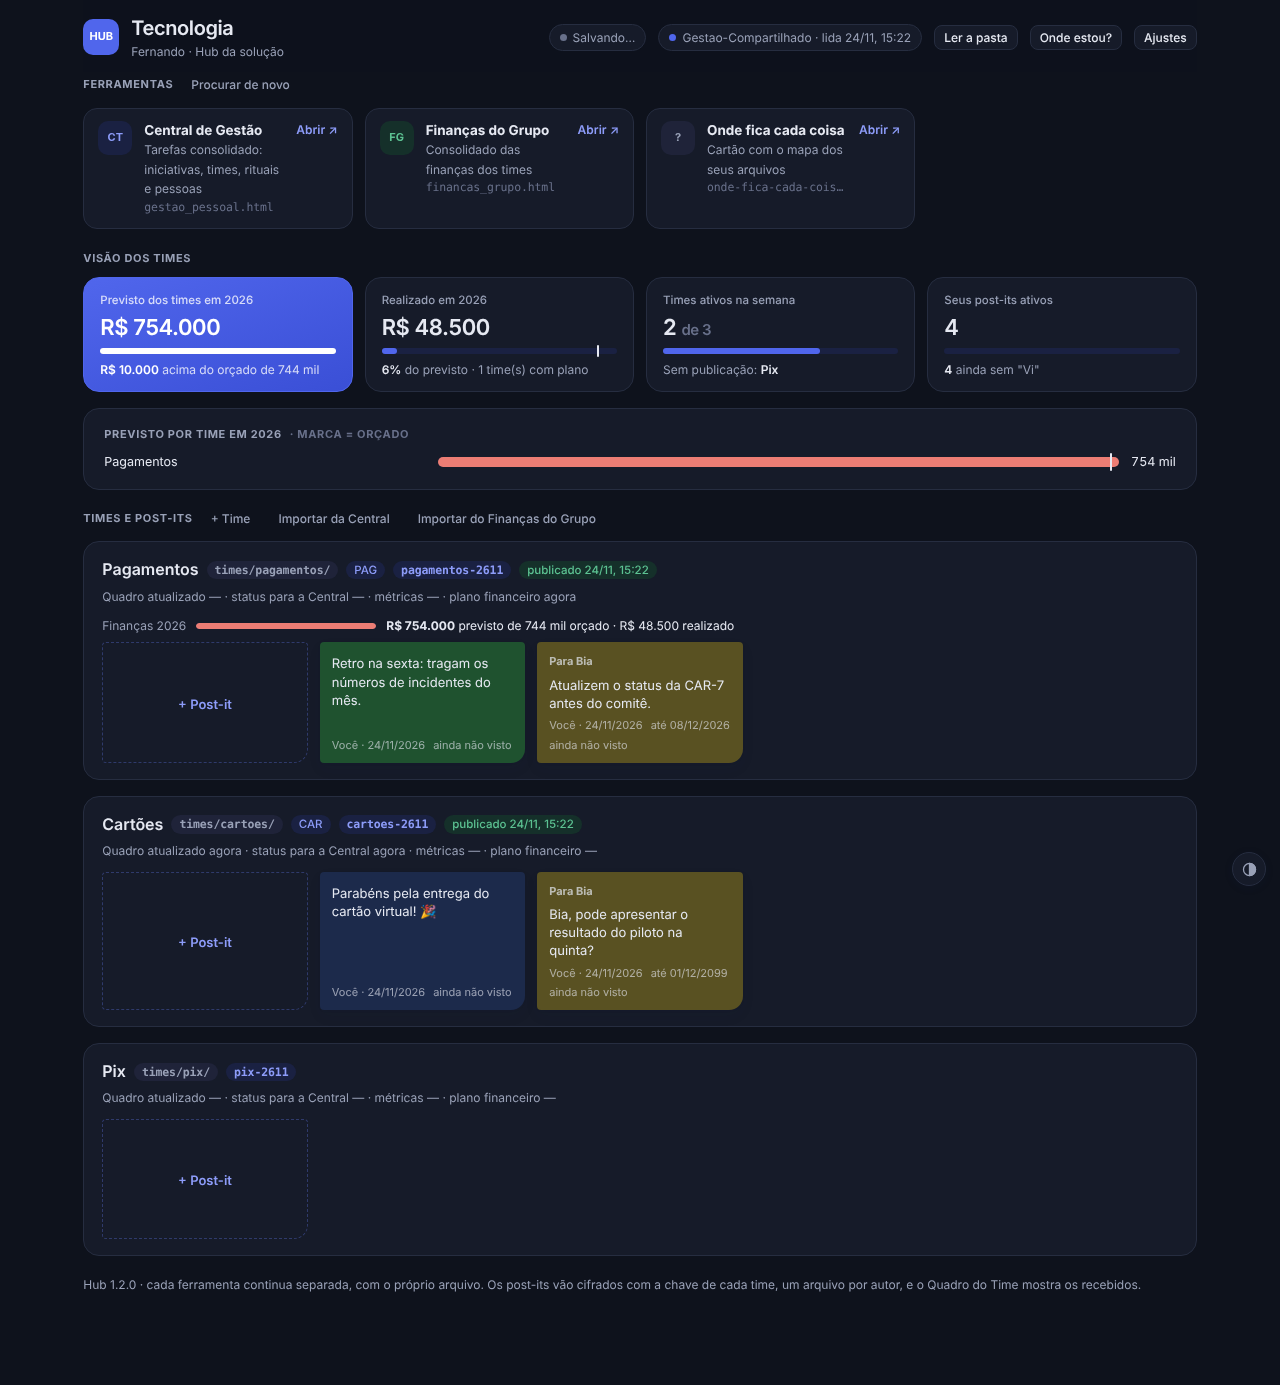 HUB
Tecnologia
Fernando · Hub da solução
Salvando...
Gestao-Compartilhado · lida 24/11, 15:22
Ler a pasta
Onde estou?
Ajustes
FERRAMENTAS
Procurar de novo
CT
Central de Gestão
Abrir ↗
Tarefas consolidado:
iniciativas, times, rituais
e pessoas
gestao_pessoal.html
FG
Finanças do Grupo
Abrir ↗
Consolidado das
finanças dos times
financas_grupo.html
?
Onde fica cada coisa
Abrir ↗
Cartão com o mapa dos
seus arquivos
onde-fica-cada-cois…
VISÃO DOS TIMES
Previsto dos times em 2026
R$ 754.000
R$ 10.000 acima do orçado de 744 mil
Realizado em 2026
R$ 48.500
6% do previsto · 1 time(s) com plano
Times ativos na semana
2 de 3
Sem publicação: Pix
Seus post-its ativos
4
4 ainda sem "Vi"
PREVISTO POR TIME EM 2026 · MARCA = ORÇADO
Pagamentos
754 mil
TIMES E POST-ITS
+ Time
Importar da Central
Importar do Finanças do Grupo
Pagamentos
times/pagamentos/
PAG
pagamentos-2611
publicado 24/11, 15:22
Quadro atualizado — · status para a Central — · métricas — · plano financeiro agora
Finanças 2026
R$ 754.000 previsto de 744 mil orçado · R$ 48.500 realizado
+ Post-it
Retro na sexta: tragam os
números de incidentes do
mês.
Você · 24/11/2026 ainda não visto
Para Bia
Atualizem o status da CAR-7
antes do comitê.
Você · 24/11/2026 até 08/12/2026
ainda não visto
Cartões
times/cartoes/
CAR
cartoes-2611
publicado 24/11, 15:22
Quadro atualizado agora · status para a Central agora · métricas — · plano financeiro —
+ Post-it
Parabéns pela entrega do
cartão virtual! 🎉
Você · 24/11/2026 ainda não visto
Para Bia
Bia, pode apresentar o
resultado do piloto na
quinta?
Você · 24/11/2026 até 01/12/2099
ainda não visto
Pix
times/pix/
pix-2611
Quadro atualizado — · status para a Central — · métricas — · plano financeiro —
+ Post-it
Hub 1.2.0 · cada ferramenta continua separada, com o próprio arquivo. Os post-its vão cifrados com a chave de cada time, um arquivo por autor, e o Quadro do Time mostra os recebidos.